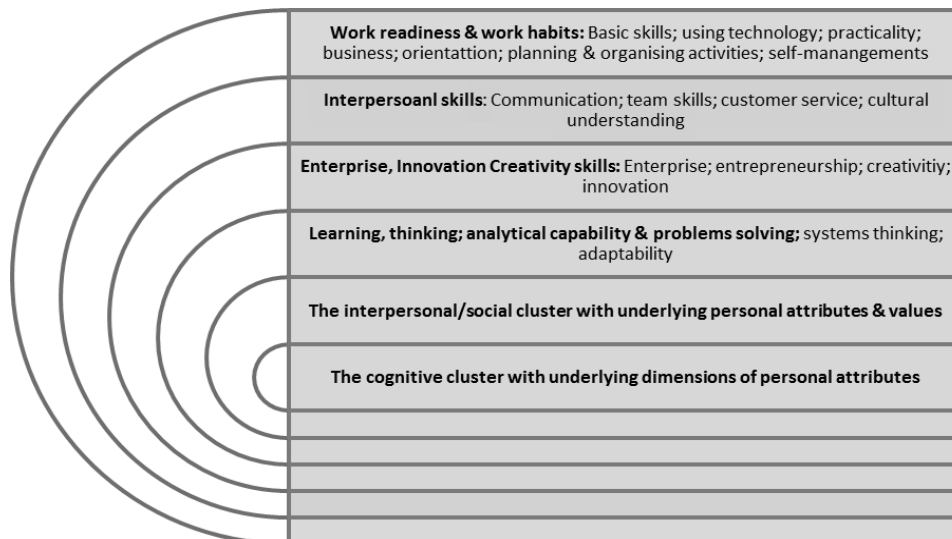 Work readiness & work habits: Basic skills; using technology; practicality;
business; orientattion; planning & organising activities; self-manangements
Interpersoanl skills: Communication; team skills; customer service; cultural
understanding
Enterprise, Innovation Creativity skills: Enterprise; entrepreneurship; creativitiy;
innovation
Learning, thinking; analytical capability & problems solving; systems thinking;
adaptability
The interpersonal/social cluster with underlying personal attributes & values
The cognitive cluster with underlying dimensions of personal attributes